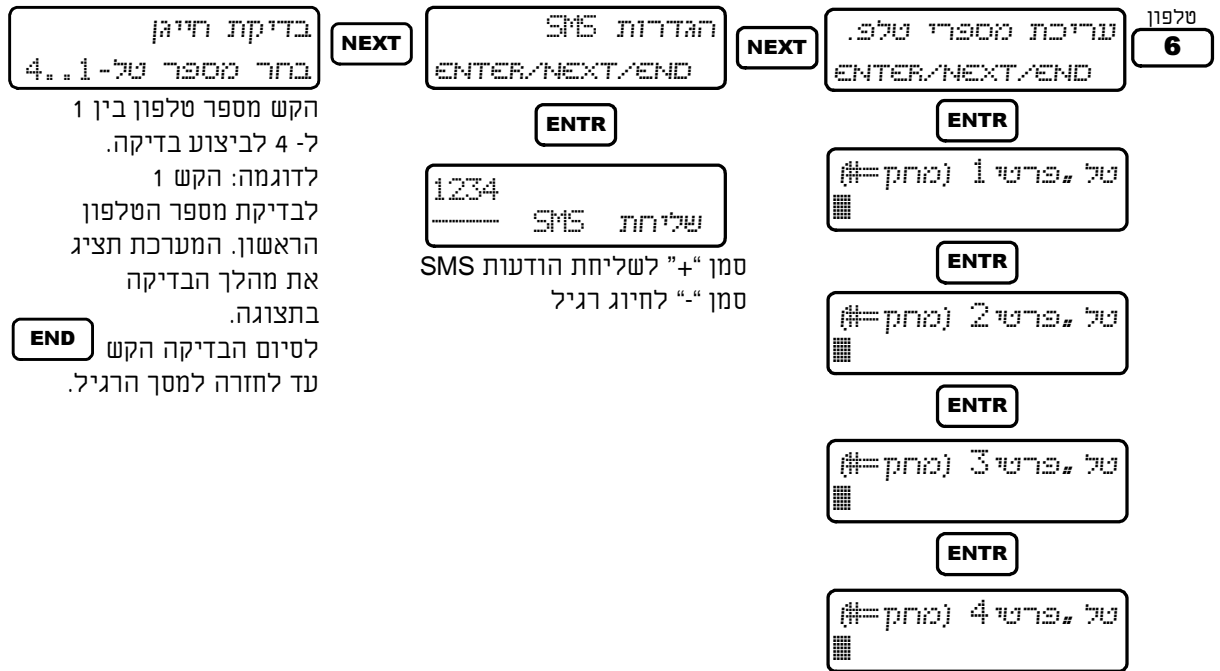 טלפון
6
עריכת מספרי טלפ.
ENTER/NEXT/END
ENTR
טל.פרטי 1 (מחק=#)
ENTR
טל.פרטי 2 (מחק=#)
ENTR
טל.פרטי 3 (מחק=#)
ENTR
טל.פרטי 4 (מחק=#)
NEXT
הגדרות SMS
ENTER/NEXT/END
ENTR
1234
שליחת SMS ----
סמן “+” לשליחת הודעות SMS
סמן “-“ לחיוג רגיל
NEXT
בדיקת חייגן
בחר מספר טל-1..4
הקש מספר טלפון בין 1
ל- 4 לביצוע בדיקה.
לדוגמה: הקש 1
לבדיקת מספר הטלפון
הראשון. המערכת תציג
את מהלך הבדיקה
בתצוגה.
לסיום הבדיקה הקש END
עד לחזרה למסך הרגיל.